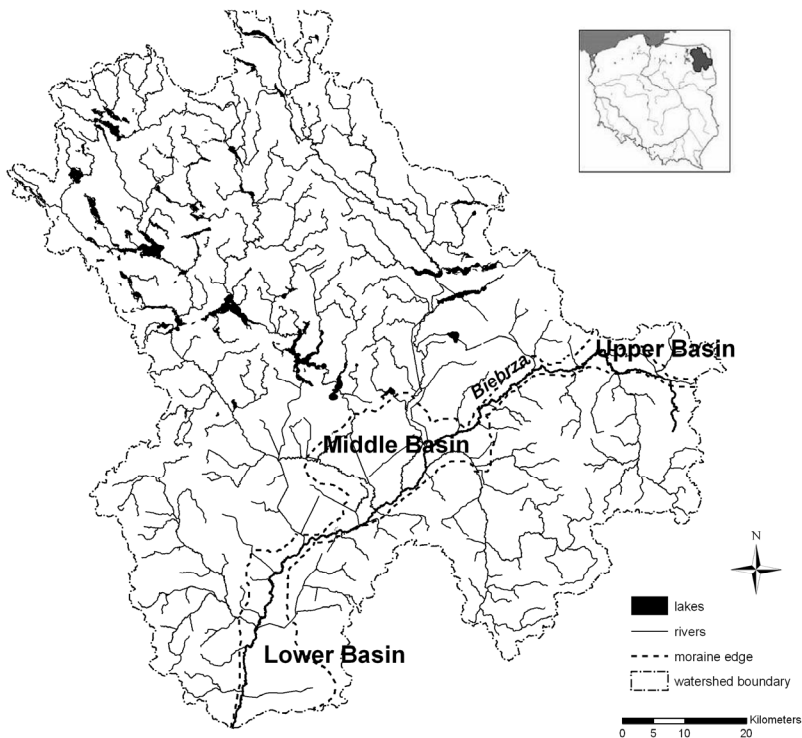 Upper Basin
Biebrza
Middle Basin
Lower Basin
N
lakes
rivers
moraine edge
watershed boundary
Kilometers
0 5 10 20